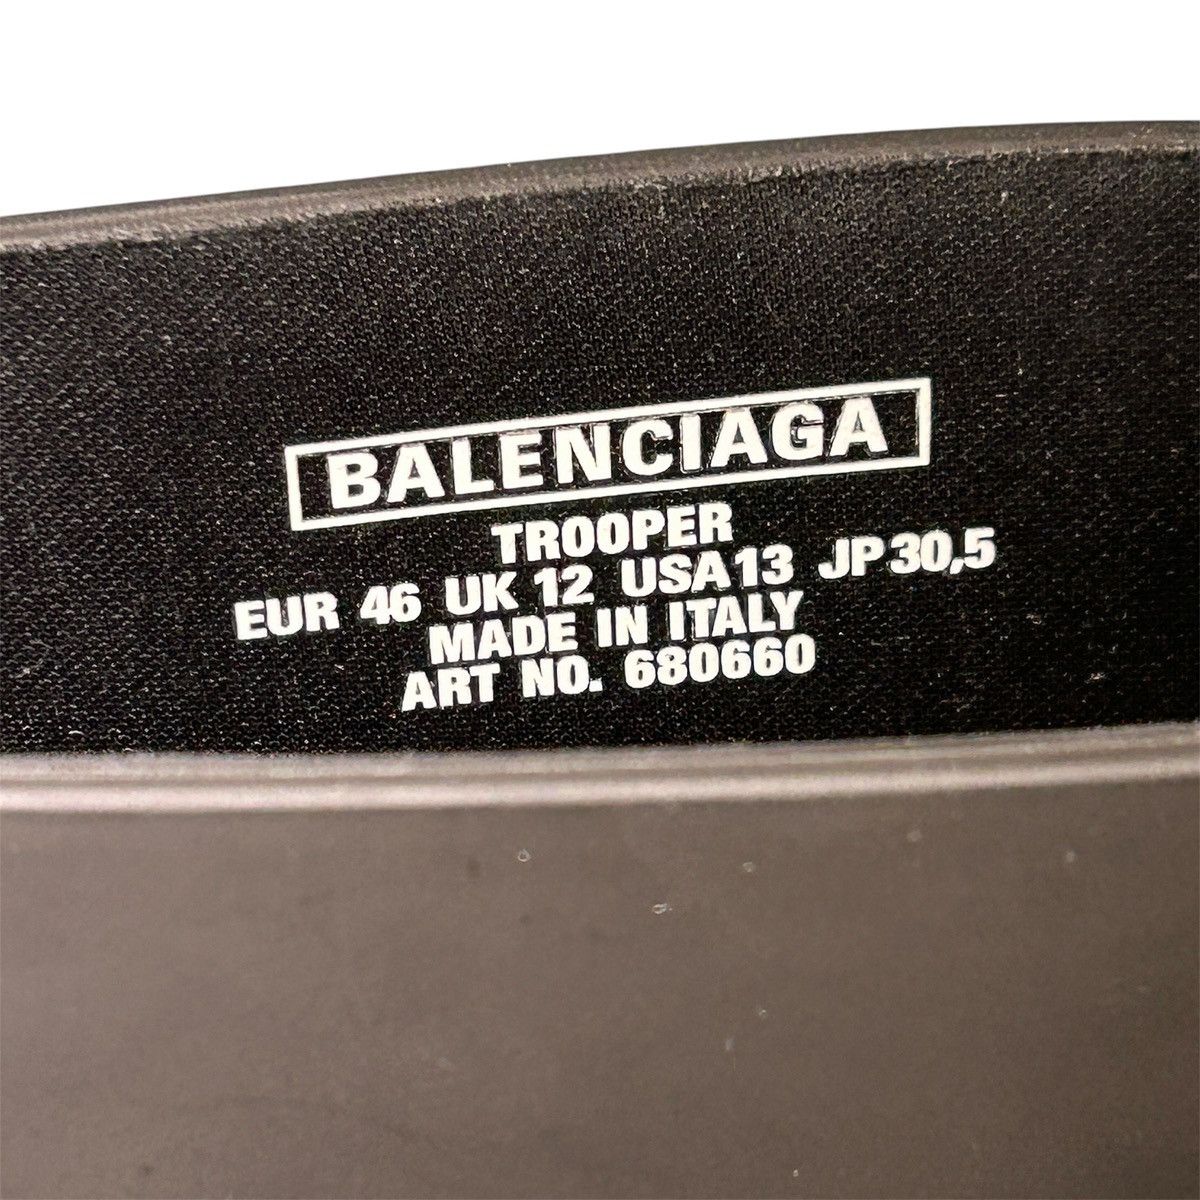 BALENCIAGA
TROOPER
EUR 46 UK 12 USA13 JP30,5
MADE IN ITALY
ART NO. 680660